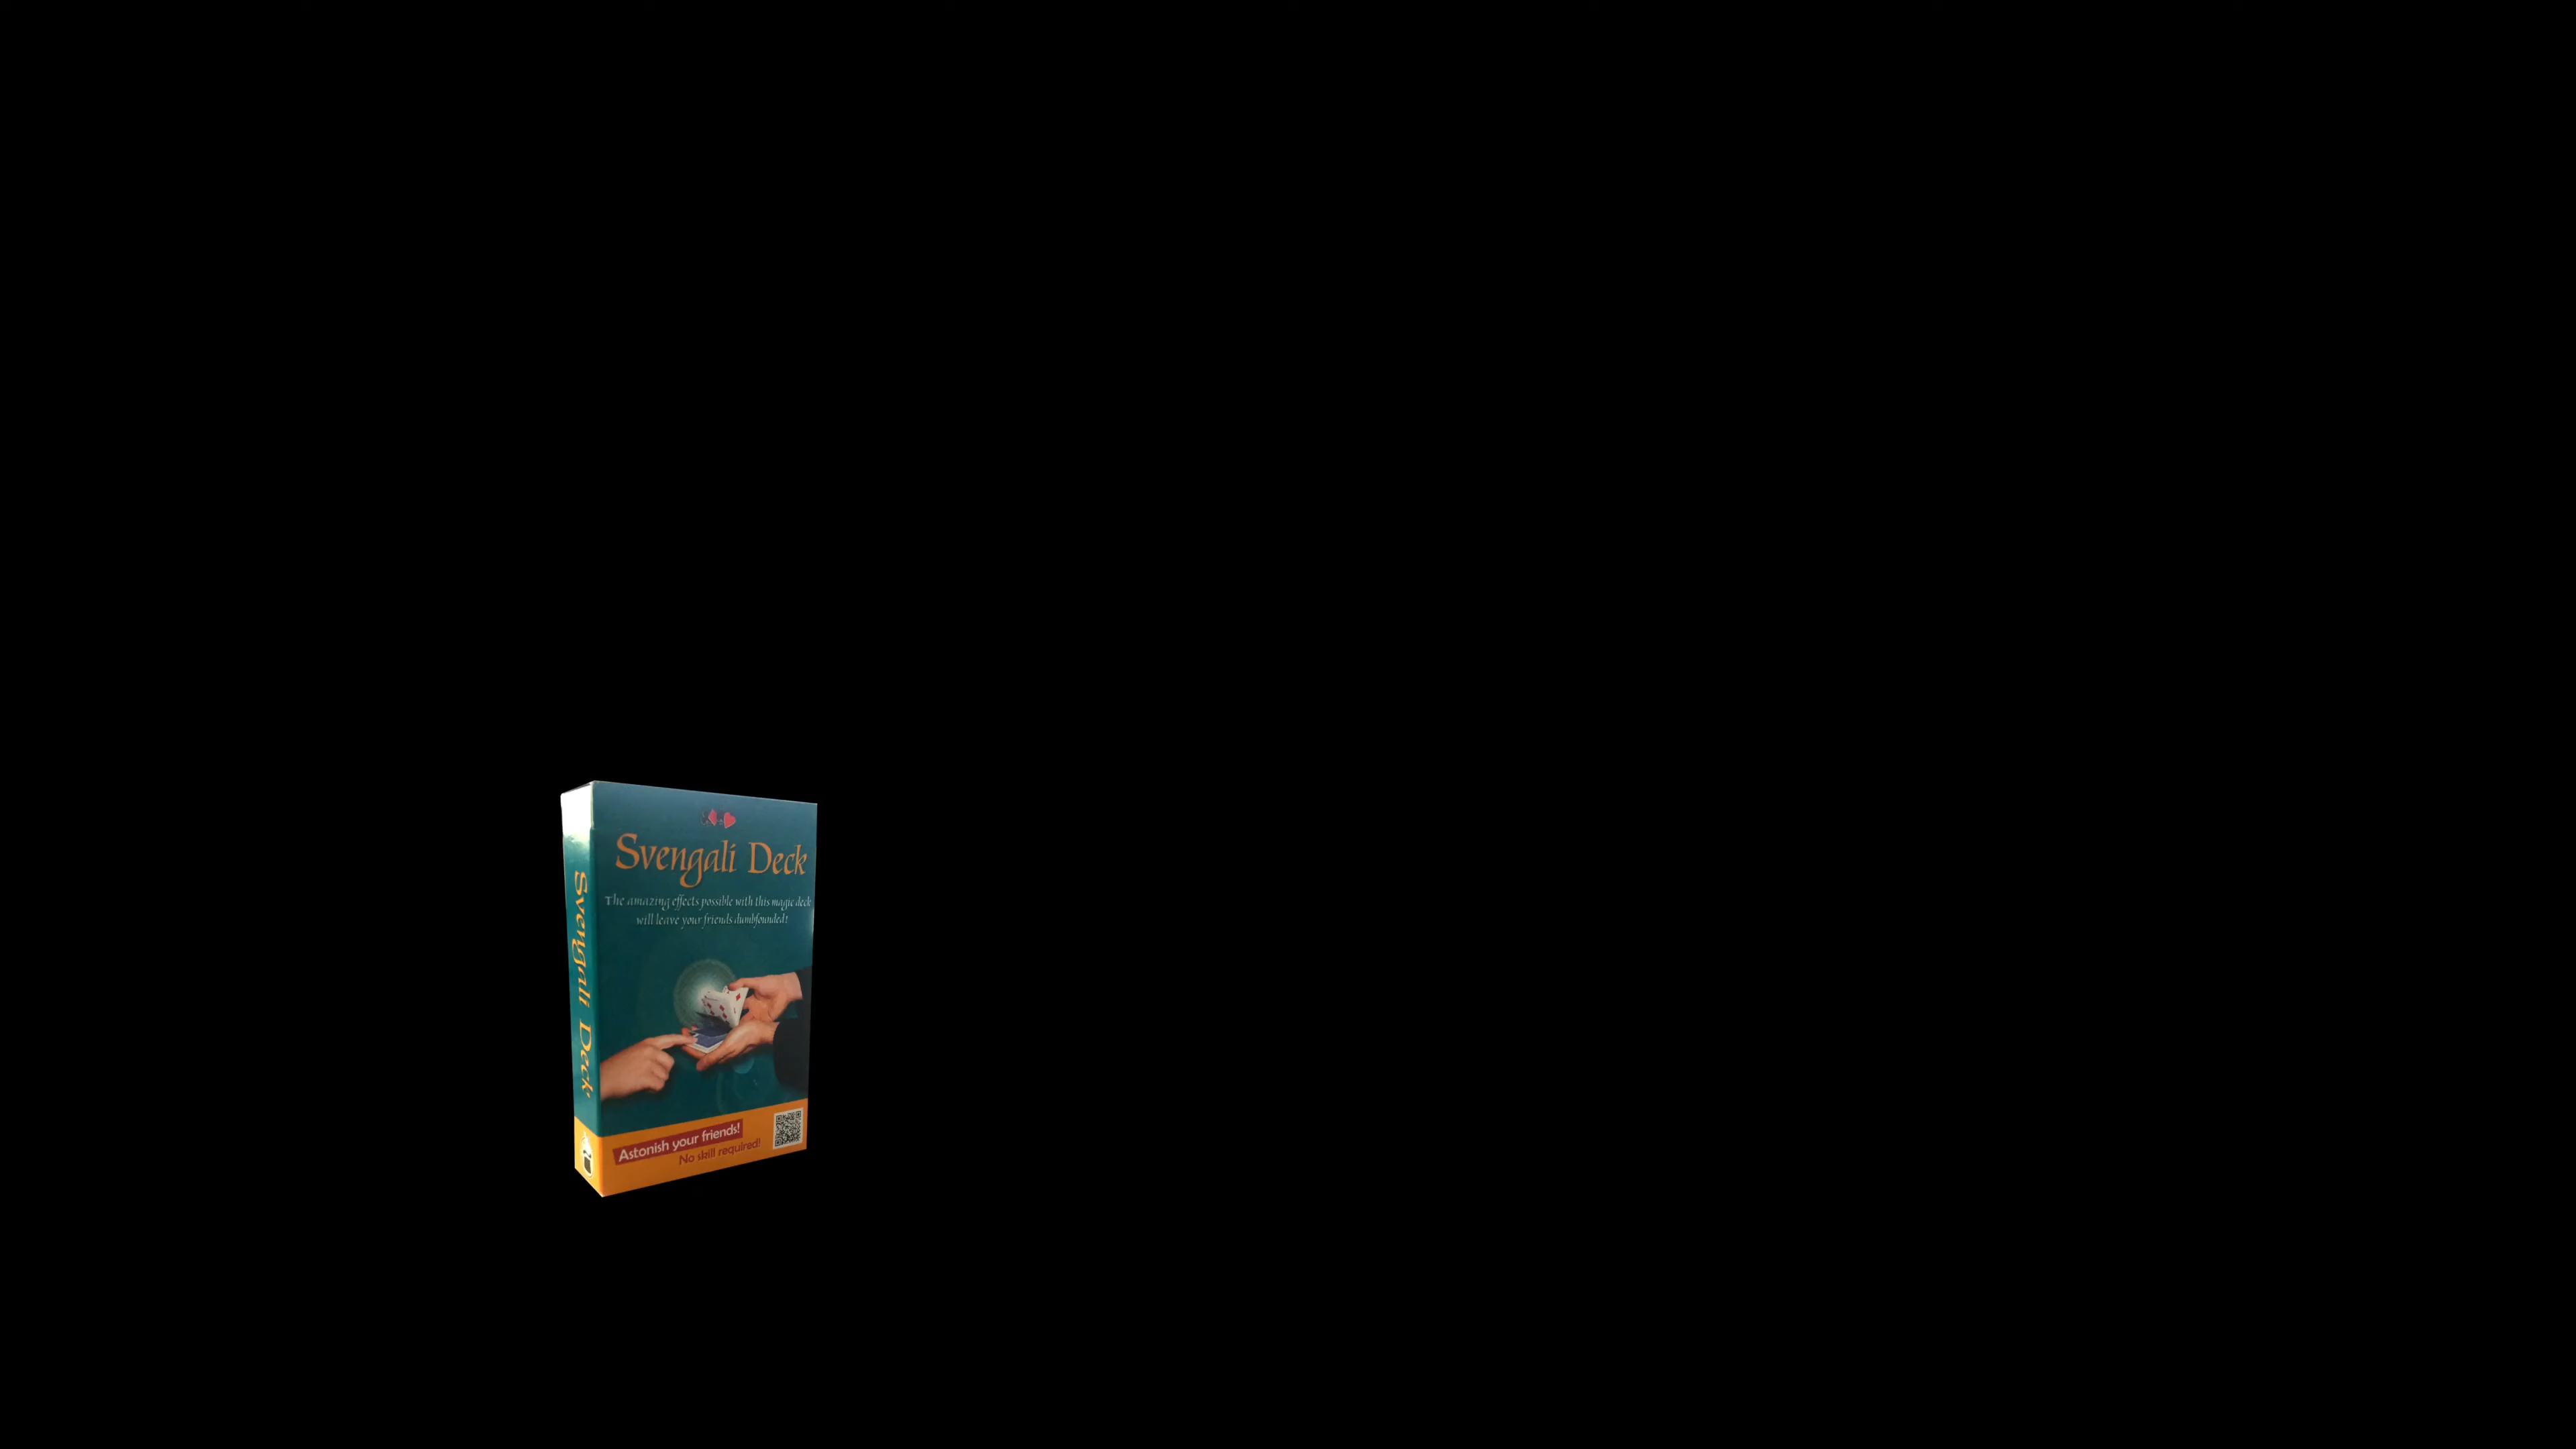 Svengali Deck
The amazing effects possible with this magic deck
will leave your friends dumbfounded!
Astonish your friends!
No skill required!
Svengali Deck